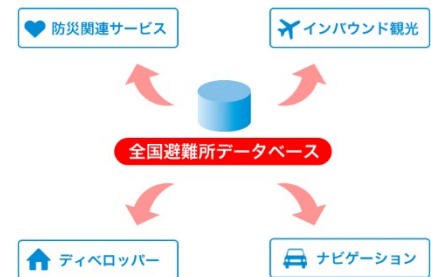 防災関連サービス
インバウンド観光
全国避難所データベース
ディベロッパー
ナビゲーション